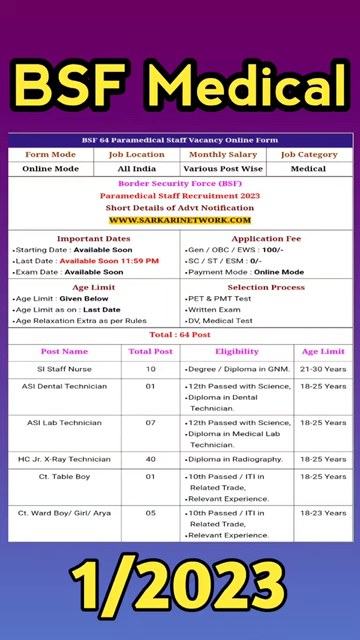 BSF Medical
BSF 64 Paramedical Staff Vacancy Online Form
Form Mode Job Location Monthly Salary Job Category
Online Mode All India Various Post Wise Medical
Border Security Force (BSF)
Paramedical Staff Recruitment 2023
Short Details of Advt Notification
WWW.SARKARINETWORK.COM
Important Dates
•Starting Date : Available Soon
•Last Date : Available Soon 11:59 PM
•Exam Date : Available Soon
Application Fee
•Gen / OBC / EWS : 100/-
•SC / ST / ESM : 0/-
•Payment Mode : Online Mode
Age Limit
•Age Limit : Given Below
•Age Limit as on : Last Date
•Age Relaxation Extra as per Rules
Selection Process
•PET & PMT Test
•Written Exam
•DV, Medical Test
Total : 64 Post
Post Name Total Post Eligibility Age Limit
SI Staff Nurse 10 •Degree / Diploma in GNM. 21-30 Years
ASI Dental Technician 01 •12th Passed with Science, 18-25 Years
•Diploma in Dental
Technician.
ASI Lab Technician 07 •12th Passed with Science, 18-25 Years
•Diploma in Medical Lab
Technician.
HC Jr. X-Ray Technician 40 •Diploma in Radiography. 18-25 Years
Ct. Table Boy 01 •10th Passed / ITI in 18-25 Years
Related Trade,
•Relevant Experience.
Ct. Ward Boy/ Girl/ Arya 05 •10th Passed / ITI in 18-23 Years
Related Trade,
•Relevant Experience.
1/2023